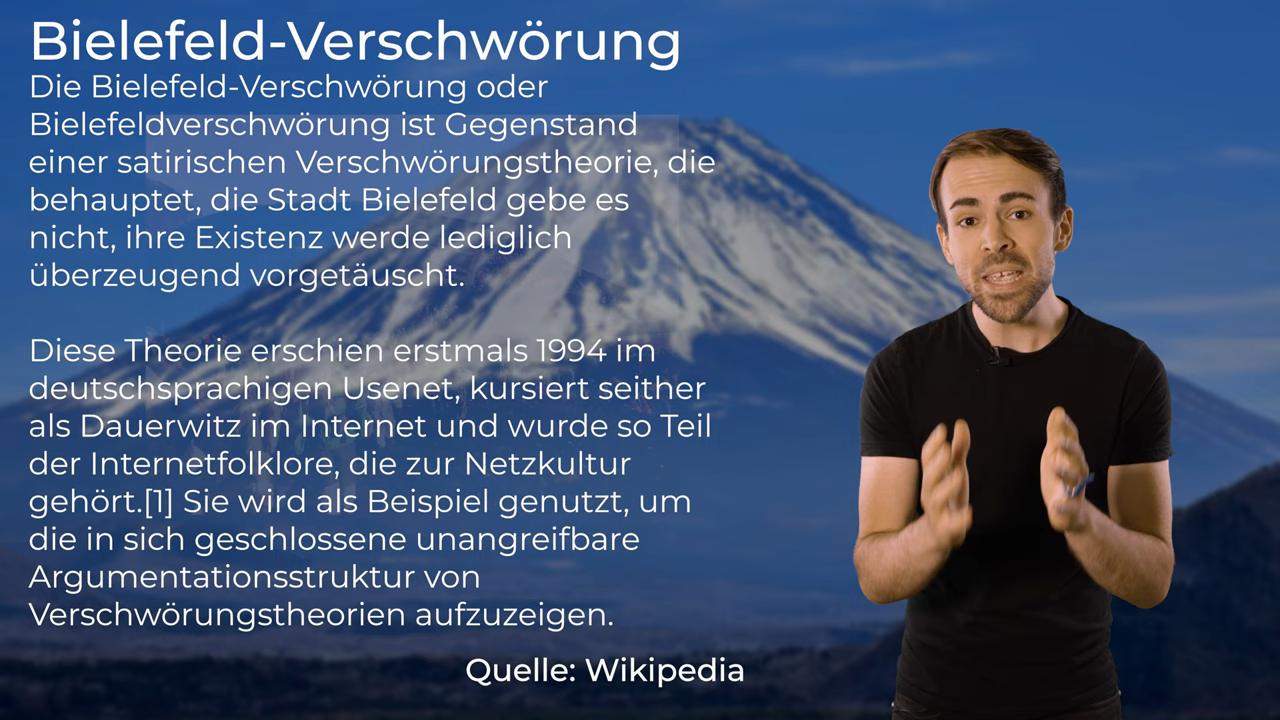 Bielefeld-Verschwörung
Die Bielefeld-Verschwörung oder
Bielefeldverschwörung ist Gegenstand
einer satirischen Verschwörungstheorie, die
behauptet, die Stadt Bielefeld gebe es
nicht, ihre Existenz werde lediglich
überzeugend vorgetäuscht.
Diese Theorie erschien erstmals 1994 im
deutschsprachigen Usenet, kursiert seither
als Dauerwitz im Internet und wurde so Teil
der Internetfolklore, die zur Netzkultur
gehört.[1] Sie wird als Beispiel genutzt, um
die in sich geschlossene unangreifbare
Argumentationsstruktur von
Verschwörungstheorien aufzuzeigen.
Quelle: Wikipedia